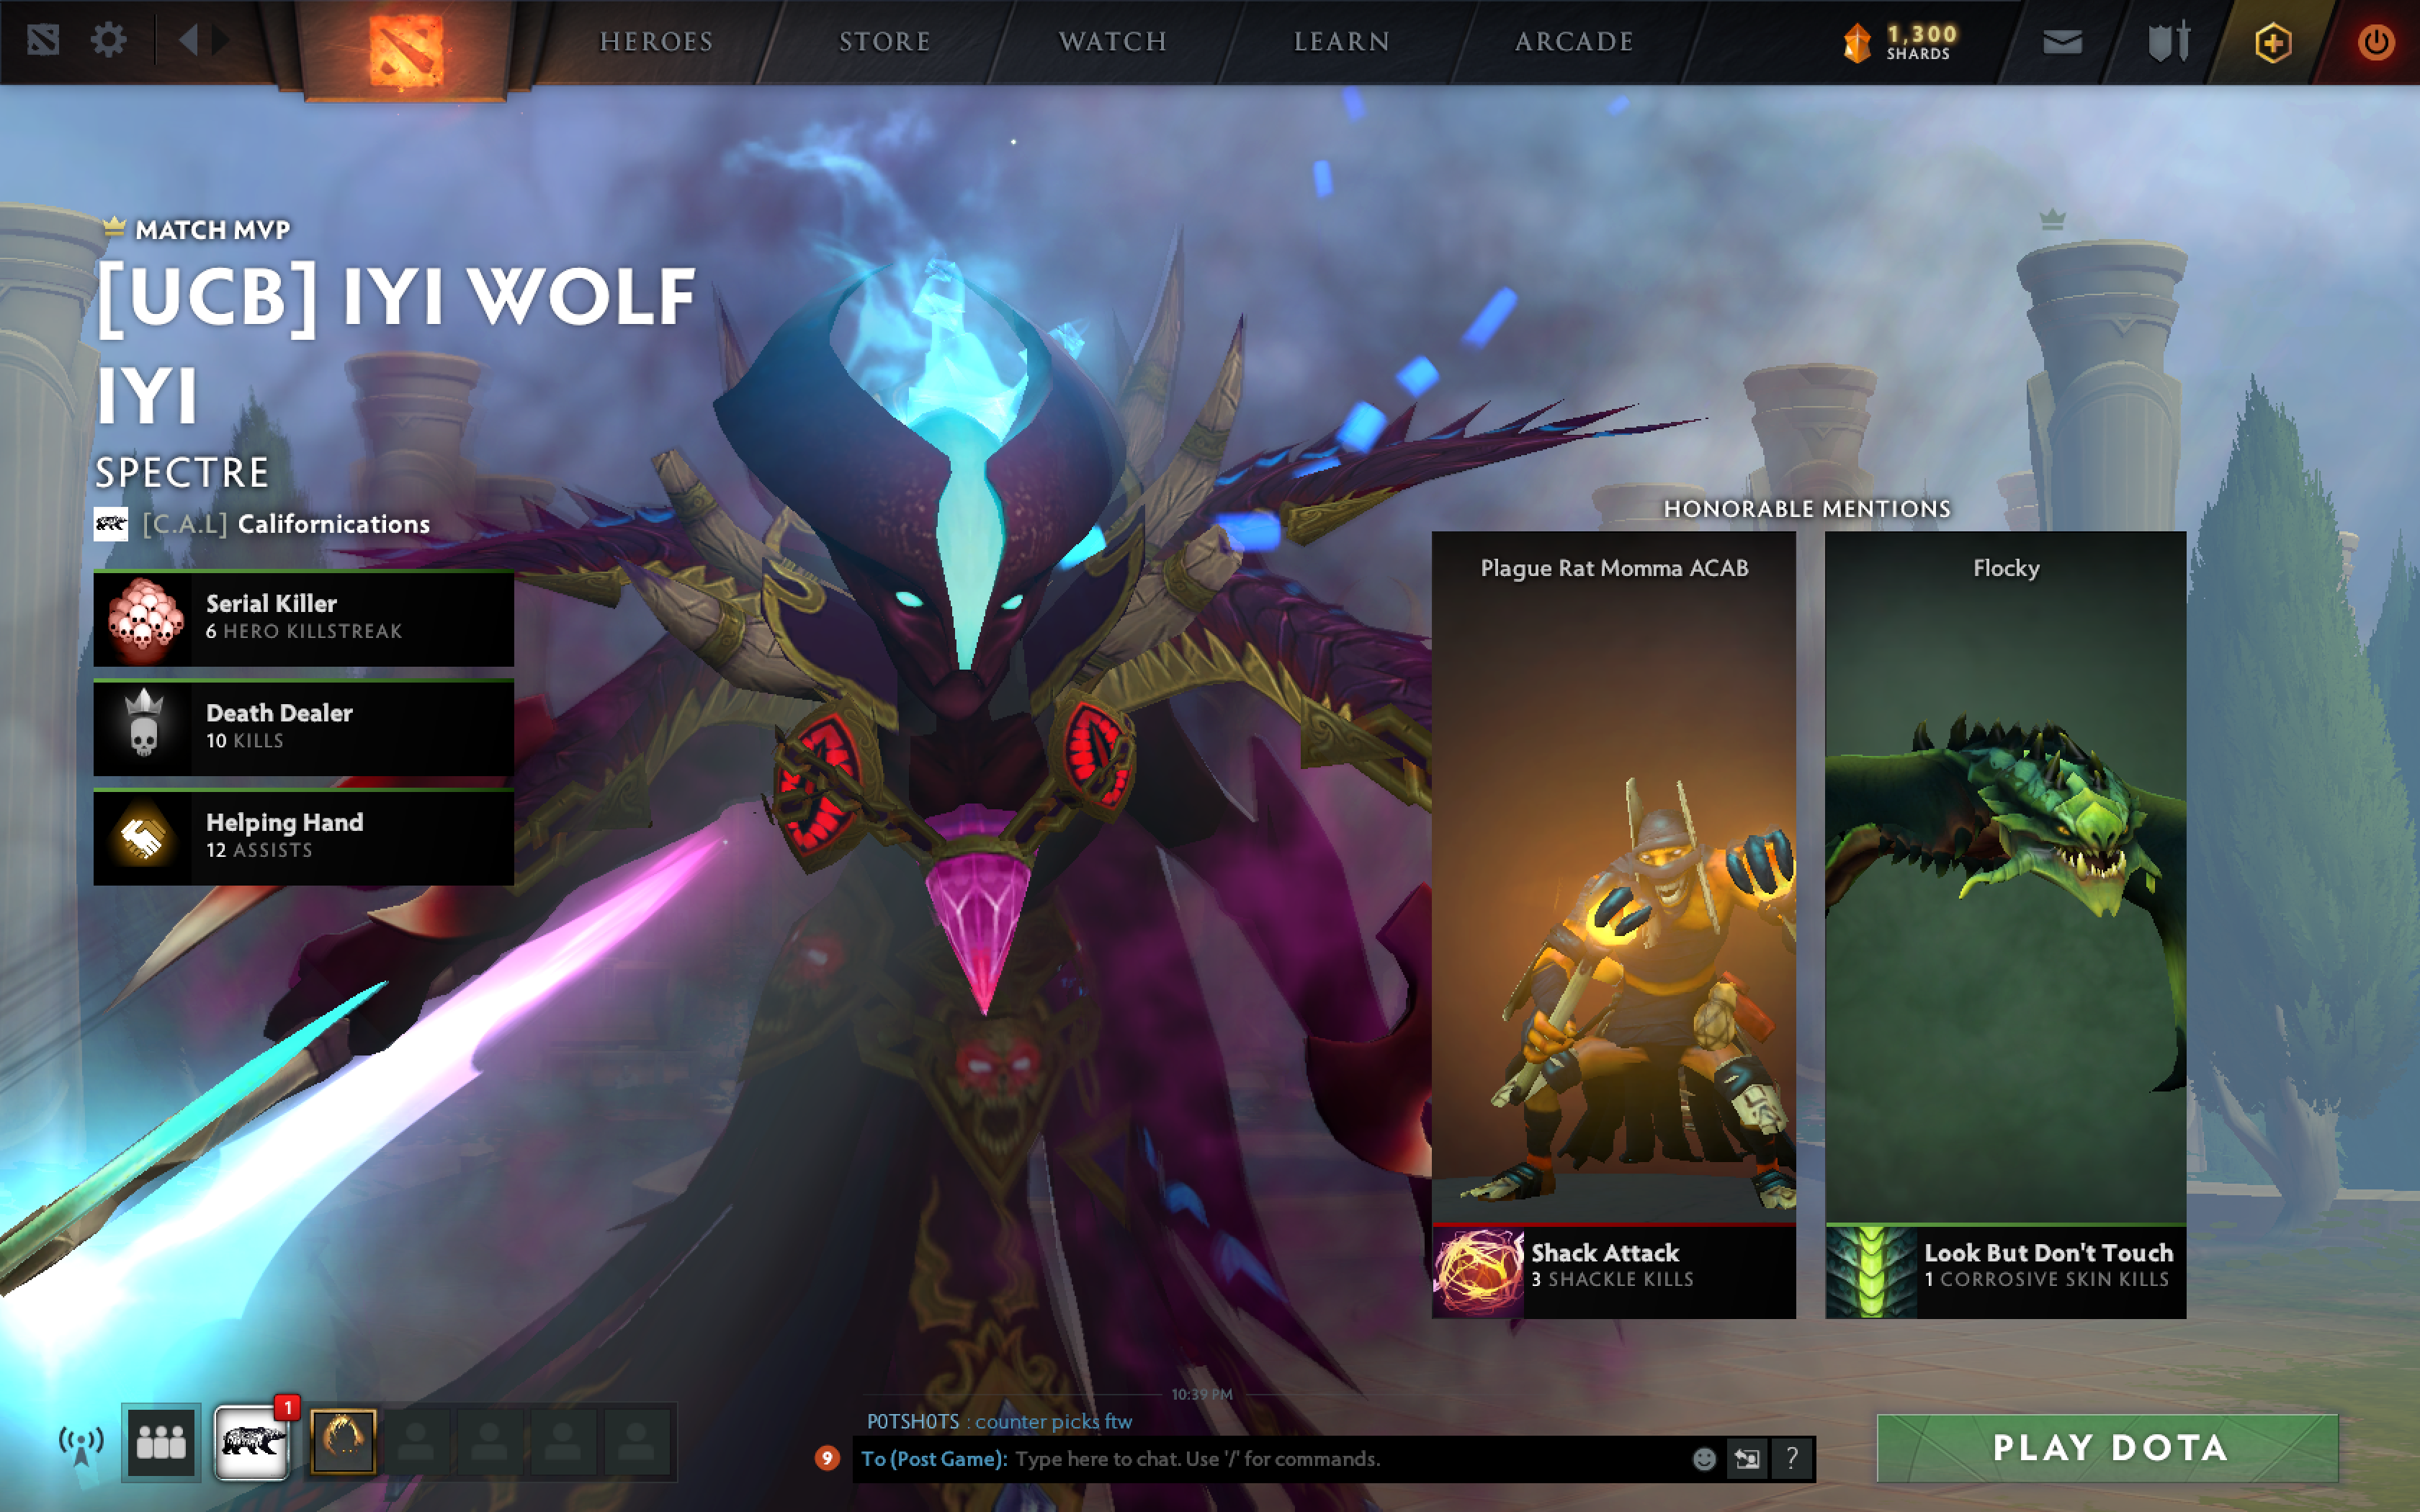 HEROES
STORE
WATCH
LEARN
ARCADE
1,300
SHARDS
MATCH MVP
[UCB] IYI WOLF
IYI
SPECTRE
[C.A.L] Californications
Serial Killer
6 HERO KILLSTREAK
Death Dealer
10 KILLS
Helping Hand
12 ASSISTS
HONORABLE MENTIONS
Plague Rat Momma ACAB
Shack Attack
3 SHACKLE KILLS
Flocky
Look But Don't Touch
1 CORROSIVE SKIN KILLS
1
10:39 PM
P0TSH0TS : counter picks ftw
9
To (Post Game): Type here to chat. Use '/' for commands.
?
PLAY DOTA